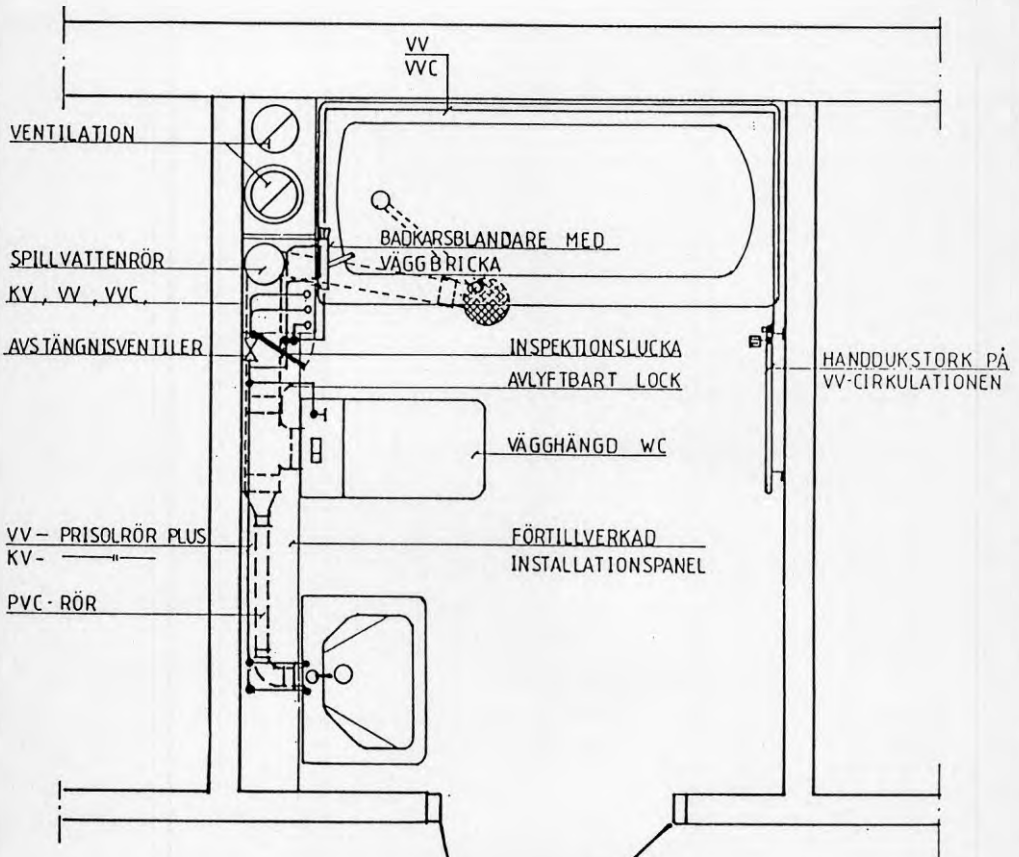 VV
VVC
VENTILATION
BADKARSBLANDARE MED
VÄGGBRICKA
SPILLVATTENRÖR
KV , VV , VVC,
AVSTÄNGNISVENTILER
INSPEKTIONSLUCKA
AVLYFTBART LOCK
HANDDUKSTORK PÅ
VV-CIRKULATIONEN
VÄGGHÄNGD WC
VV - PRISOLRÖR PLUS
KV - —"—
FÖRTILLVERKAD
INSTALLATIONSPANEL
PVC-RÖR